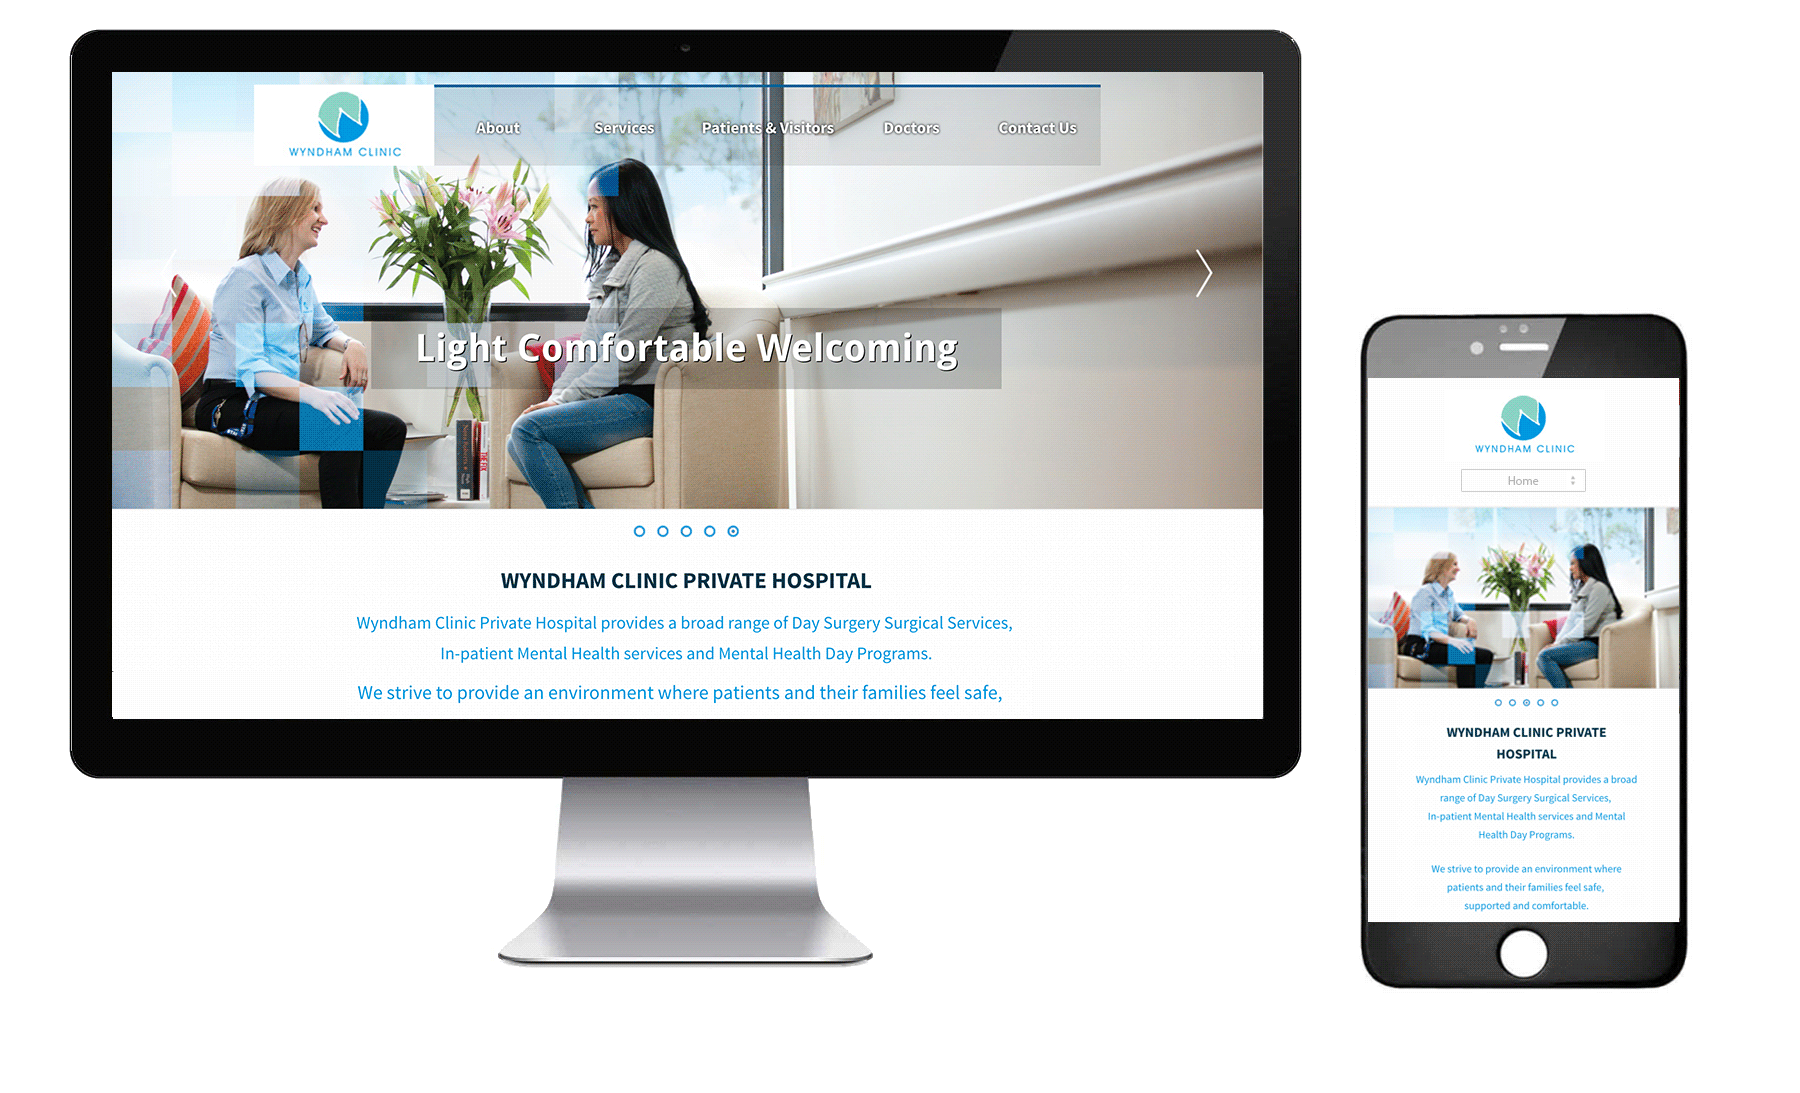 WYNDHAM CLINIC
About Services Patients & Visitors Doctors Contact Us
Light Comfortable Welcoming
WYNDHAM CLINIC PRIVATE HOSPITAL
Wyndham Clinic Private Hospital provides a broad range of Day Surgery Surgical Services,
In-patient Mental Health services and Mental Health Day Programs.
We strive to provide an environment where patients and their families feel safe,
WYNDHAM CLINIC
Home
WYNDHAM CLINIC PRIVATE
HOSPITAL
Wyndham Clinic Private Hospital provides a broad
range of Day Surgery Surgical Services,
In-patient Mental Health services and Mental
Health Day Programs.
We strive to provide an environment where
patients and their families feel safe,
supported and comfortable.